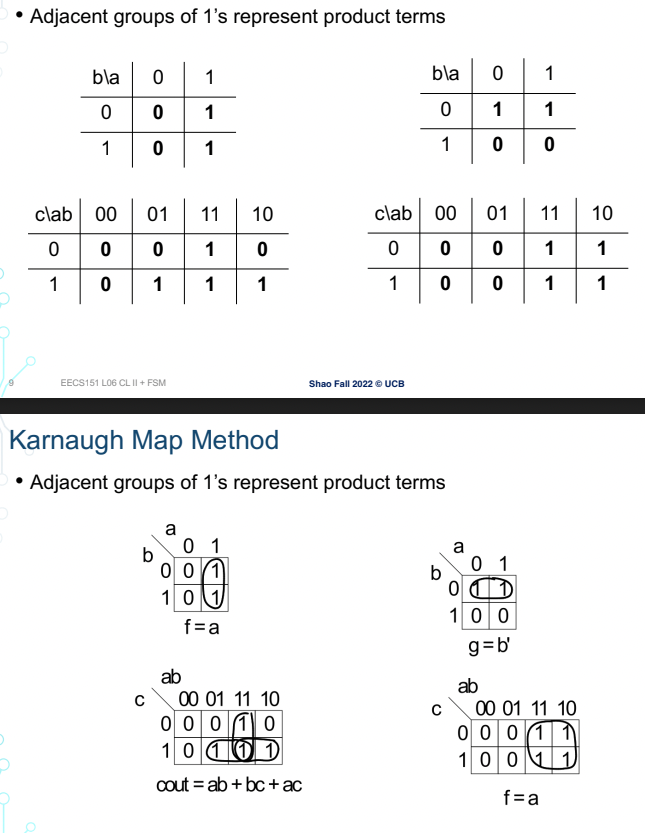 • Adjacent groups of 1's represent product terms
b\a 0 1
0 0 1
1 0 1
b\a 0 1
0 1 1
1 0 0
c\ab 00 01 11 10
0 0 0 1 0
1 0 1 1 1
c\ab 00 01 11 10
0 0 0 1 1
1 0 0 1 1
9 EECS151 L06 CL II + FSM Shao Fall 2022 © UCB
Karnaugh Map Method
• Adjacent groups of 1's represent product terms
a
b 0 1
0 0 1
1 0 1
f = a
a
b 0 1
0 1 1
1 0 0
g = b'
ab
c 00 01 11 10
0 0 0 1 0
1 0 1 1 1
cout = ab + bc + ac
ab
c 00 01 11 10
0 0 0 1 1
1 0 0 1 1
f = a